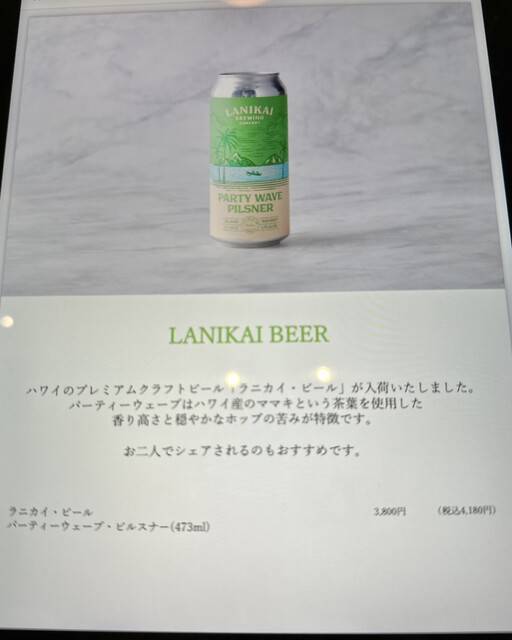 LANIKAI
BREWING
COMPANY
PARTY WAVE
PILSNER
LANIKAI BEER
ハワイのプレミアムクラフトビール「ラニカイ・ビール」が入荷いたしました。
パーティーウェーブはハワイ産のママキという茶葉を使用した
香り高さと穏やかなホップの苦みが特徴です。
お二人でシェアされるのもおすすめです。
ラニカイ・ビール 3,800円 (税込4,180円)
パーティーウェーブ・ピルスナー(473ml)